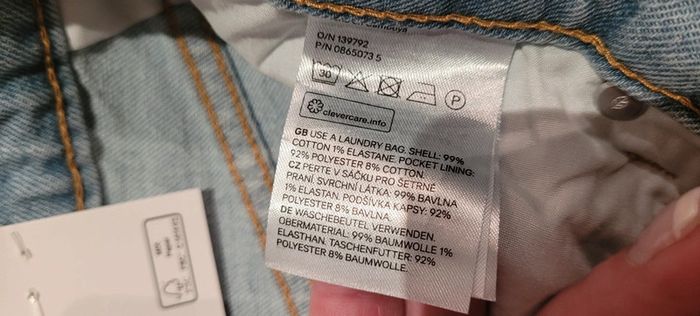 O/N 139792
P/N 0865073 5
30
P
clevercare.info
GB USE A LAUNDRY BAG. SHELL: 99%
COTTON 1% ELASTANE. POCKET LINING:
92% POLYESTER 8% COTTON.
CZ PERTE V SÁČKU PRO ŠETRNÉ
PRANÍ. SVRCHNÍ LÁTKA: 99% BAVLNA
1% ELASTAN. PODŠÍVKA KAPSY: 92%
POLYESTER 8% BAVLNA.
DE WASCHBEUTEL VERWENDEN.
OBERMATERIAL: 99% BAUMWOLLE 1%
ELASTHAN. TASCHENFUTTER: 92%
POLYESTER 8% BAUMWOLLE.